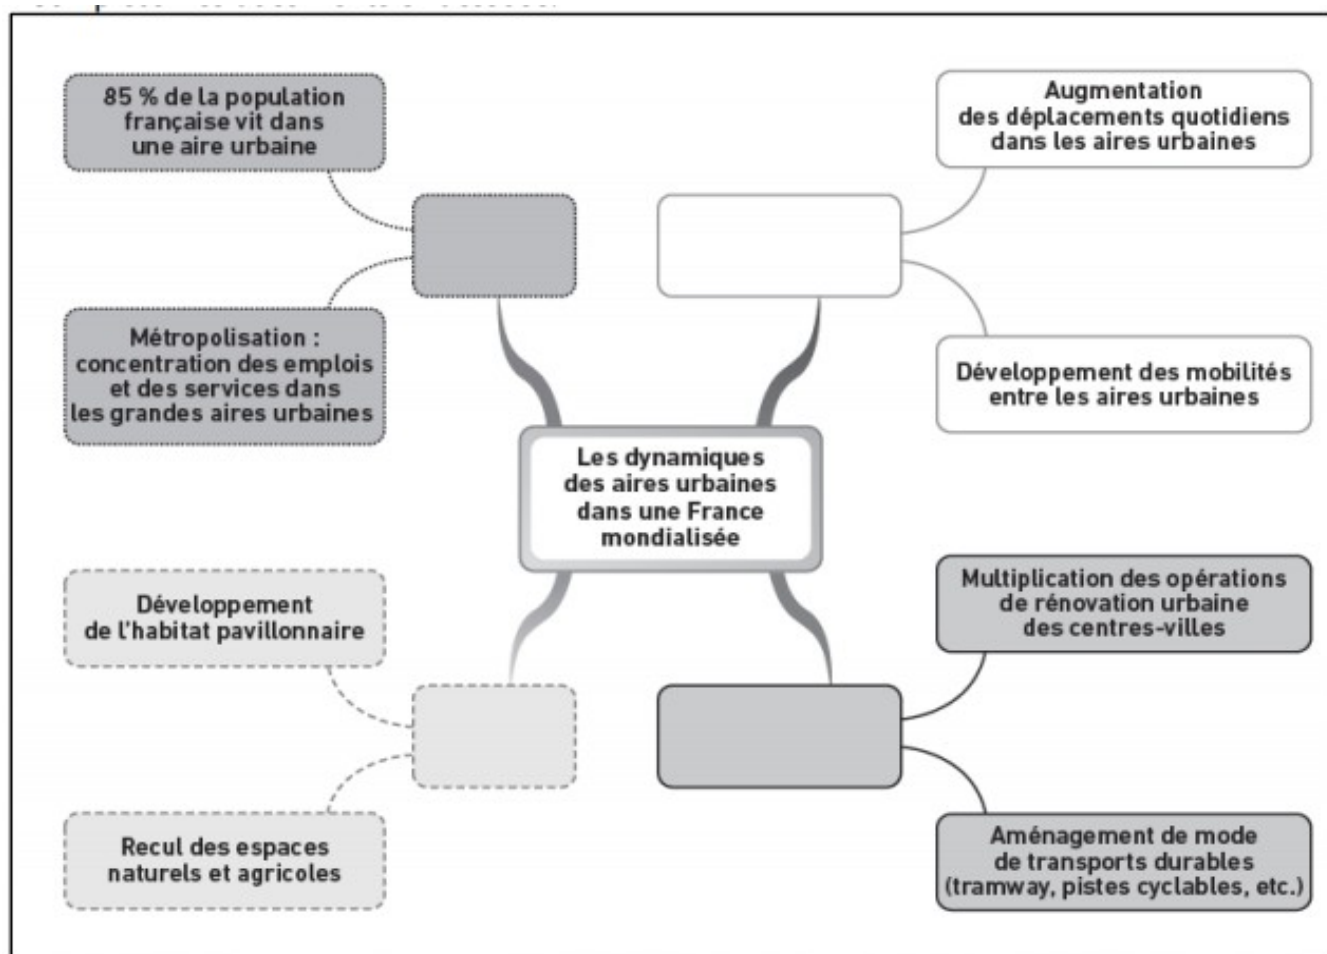 85 % de la population
française vit dans
une aire urbaine
Augmentation
des déplacements quotidiens
dans les aires urbaines
Métropolisation :
concentration des emplois
et des services dans
les grandes aires urbaines
Développement des mobilités
entre les aires urbaines
Les dynamiques
des aires urbaines
dans une France
mondialisée
Développement
de l'habitat pavillonnaire
Multiplication des opérations
de rénovation urbaine
des centres-villes
Recul des espaces
naturels et agricoles
Aménagement de mode
de transports durables
(tramway, pistes cyclables, etc.)